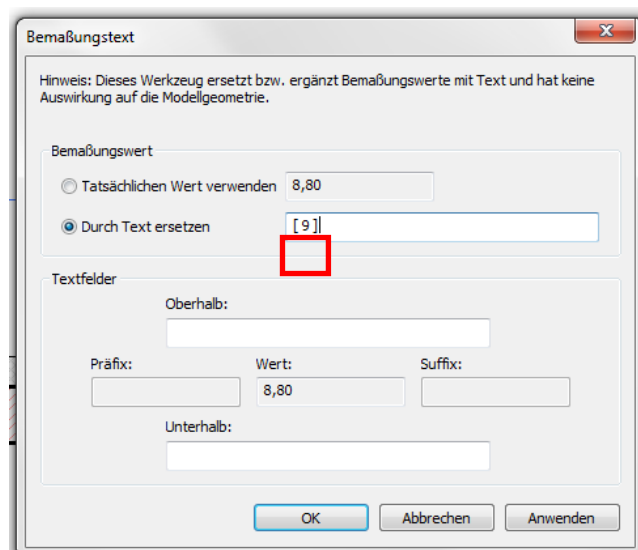 Bemaßungstext
Hinweis: Dieses Werkzeug ersetzt bzw. ergänzt Bemaßungswerte mit Text und hat keine
Auswirkung auf die Modellgeometrie.
Bemaßungswert
Tatsächlichen Wert verwenden 8,80
Durch Text ersetzen [9]
Textfelder
Oberhalb:
Präfix: Wert: Suffix:
8,80
Unterhalb:
OK Abbrechen Anwenden